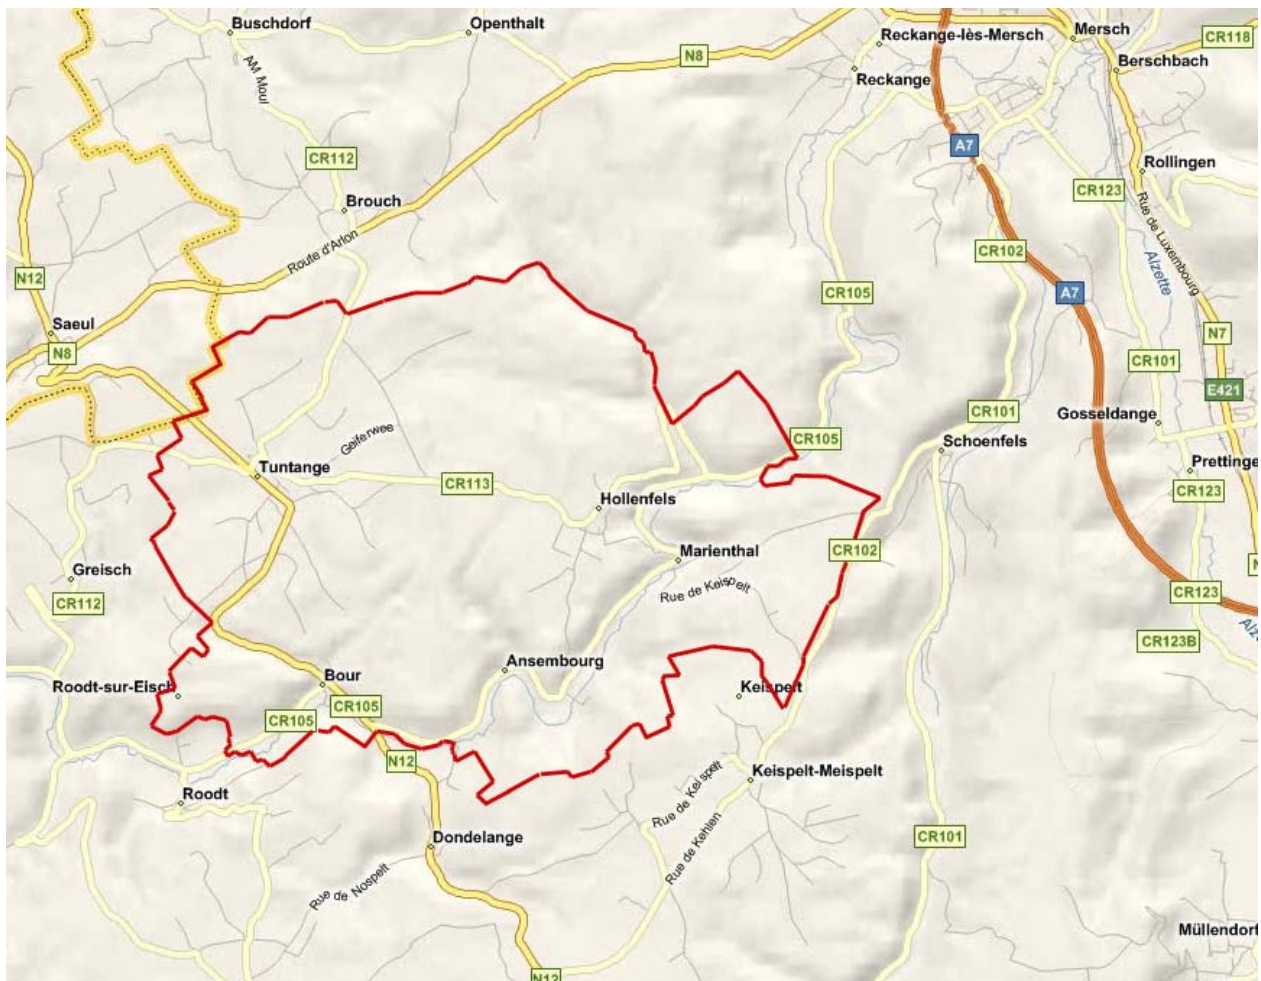 Buschdorf
Openthalt
Reckange-lès-Mersch
Mersch
CR118
N8
Berschbach
Reckange
AM Moul
A7
CR112
Rollingen
CR123
Brouch
Rue de Luxembourg
Route d'Arlon
CR102
Alzette
N12
A7
CR105
Saeul
N7
N8
CR101
E421
CR101
Gosseldange
Geiferwee
CR105
Schoenfels
Tuntange
Prettinge
CR113
CR123
Hollenfels
Marienthal
CR102
Greisch
Rue de Keispelt
CR112
CR123
N
Alz
CR123B
Ansembourg
Bour
Roodt-sur-Eisch
Keispelt
CR105
CR105
N12
Keispelt-Meispelt
Roodt
Rue de Keispelt
Dondelange
CR101
Rue de Kehlen
Rue de Nospelt
Müllendorf
N12